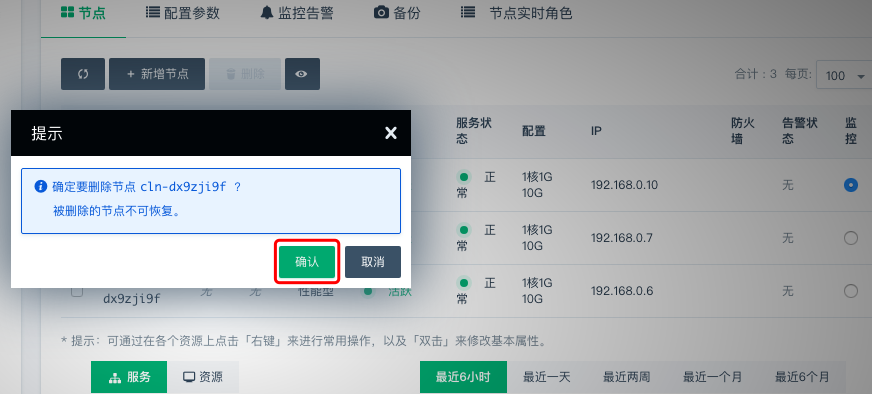 节点 配置参数 监控告警 备份 节点实时角色
+ 新增节点 删除
合计：3 每页: 100
服务状态 配置 IP 防火墙 告警状态 监控
提示 ×
确定要删除节点 cln-dx9zji9f ？
被删除的节点不可恢复。
确认 取消
正常 1核1G 10G 192.168.0.10 无
正常 1核1G 10G 192.168.0.7 无
dx9zji9f 无 无 性能型 活跃 正常 1核1G 10G 192.168.0.6 无
* 提示：可通过在各个资源上点击「右键」来进行常用操作，以及「双击」来修改基本属性。
服务 资源 最近6小时 最近一天 最近两周 最近一个月 最近6个月